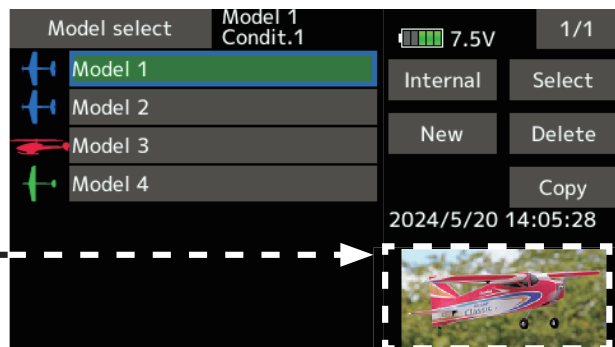 Model select
Model 1
Condit.1
7.5V
1/1
Model 1
Internal
Select
Model 2
New
Delete
Model 3
Model 4
Copy
2024/5/20 14:05:28
Classic